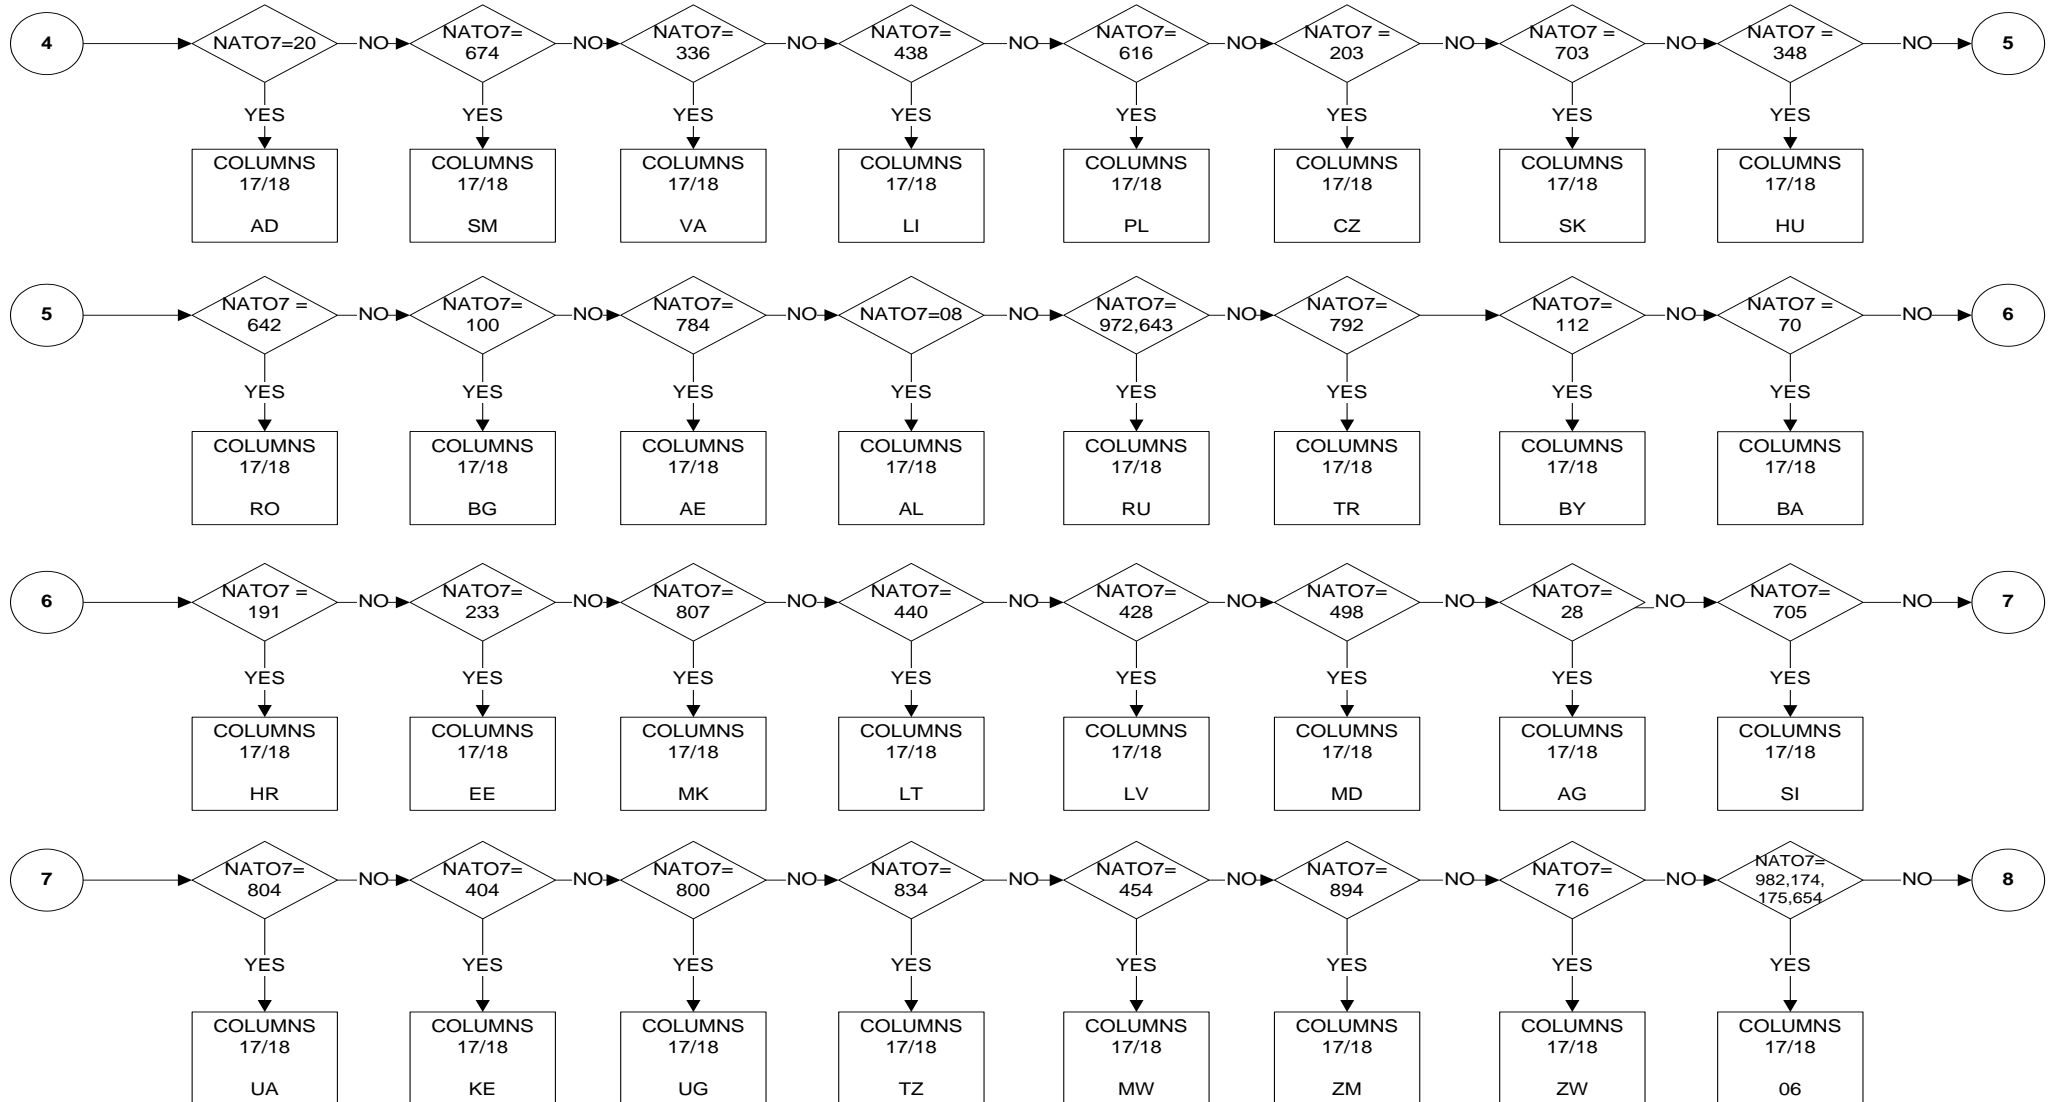 4
NATO7=20
NO
NATO7=
674
NO
NATO7=
336
NO
NATO7=
438
NO
NATO7=
616
NO
NATO7 =
203
NO
NATO7 =
703
NO
NATO7 =
348
NO
5
YES
YES
YES
YES
YES
YES
YES
YES
COLUMNS
17/18
AD
COLUMNS
17/18
SM
COLUMNS
17/18
VA
COLUMNS
17/18
LI
COLUMNS
17/18
PL
COLUMNS
17/18
CZ
COLUMNS
17/18
SK
COLUMNS
17/18
HU
5
NATO7 =
642
NO
NATO7=
100
NO
NATO7=
784
NO
NATO7=08
NO
NATO7=
972,643
NO
NATO7=
792
NATO7=
112
NO
NATO7 =
70
NO
6
YES
YES
YES
YES
YES
YES
YES
YES
COLUMNS
17/18
RO
COLUMNS
17/18
BG
COLUMNS
17/18
AE
COLUMNS
17/18
AL
COLUMNS
17/18
RU
COLUMNS
17/18
TR
COLUMNS
17/18
BY
COLUMNS
17/18
BA
6
NATO7 =
191
NO
NATO7=
233
NO
NATO7=
807
NO
NATO7=
440
NO
NATO7=
428
NO
NATO7=
498
NO
NATO7=
28
NO
NATO7=
705
NO
7
YES
YES
YES
YES
YES
YES
YES
YES
COLUMNS
17/18
HR
COLUMNS
17/18
EE
COLUMNS
17/18
MK
COLUMNS
17/18
LT
COLUMNS
17/18
LV
COLUMNS
17/18
MD
COLUMNS
17/18
AG
COLUMNS
17/18
SI
7
NATO7=
804
NO
NATO7=
404
NO
NATO7=
800
NO
NATO7=
834
NO
NATO7=
454
NO
NATO7=
894
NO
NATO7=
716
NO
NATO7=
982,174,
175,654
NO
8
YES
YES
YES
YES
YES
YES
YES
YES
COLUMNS
17/18
UA
COLUMNS
17/18
KE
COLUMNS
17/18
UG
COLUMNS
17/18
TZ
COLUMNS
17/18
MW
COLUMNS
17/18
ZM
COLUMNS
17/18
ZW
COLUMNS
17/18
06